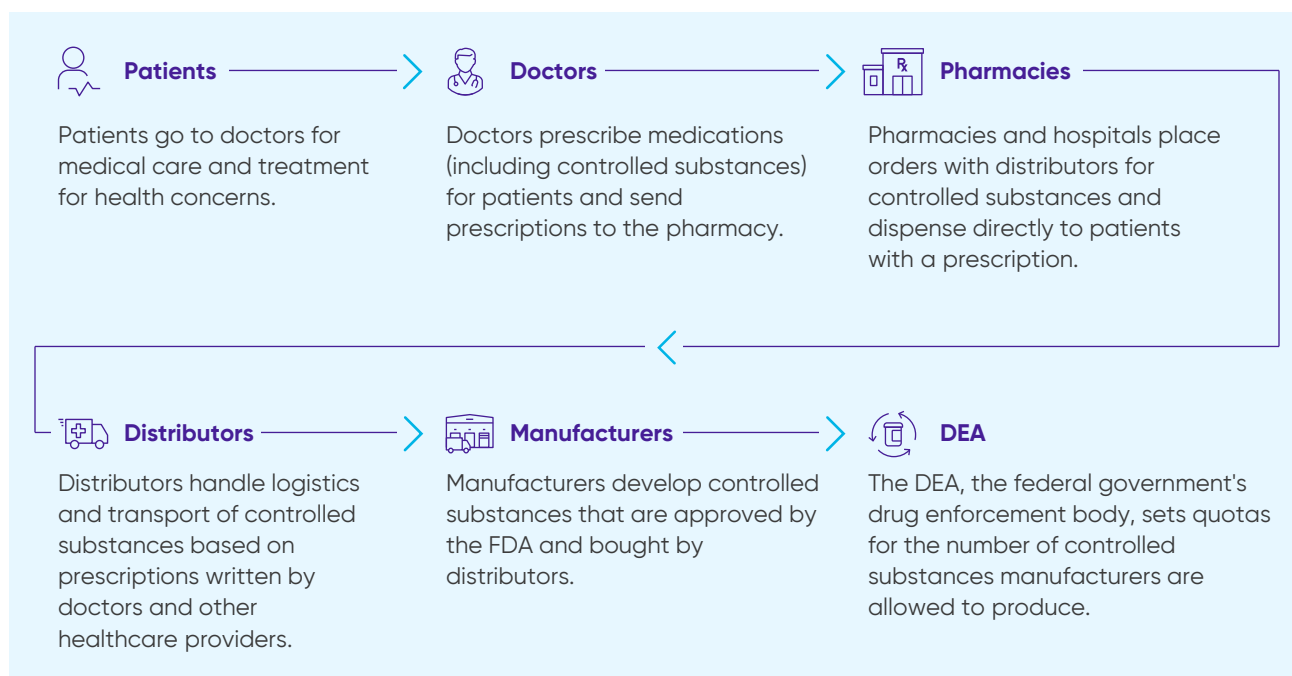 Patients
Patients go to doctors for
medical care and treatment
for health concerns.
Doctors
Doctors prescribe medications
(including controlled substances)
for patients and send
prescriptions to the pharmacy.
Rx
Pharmacies
Pharmacies and hospitals place
orders with distributors for
controlled substances and
dispense directly to patients
with a prescription.
Distributors
Distributors handle logistics
and transport of controlled
substances based on
prescriptions written by
doctors and other
healthcare providers.
Manufacturers
Manufacturers develop controlled
substances that are approved by
the FDA and bought by
distributors.
DEA
The DEA, the federal government's
drug enforcement body, sets quotas
for the number of controlled
substances manufacturers are
allowed to produce.